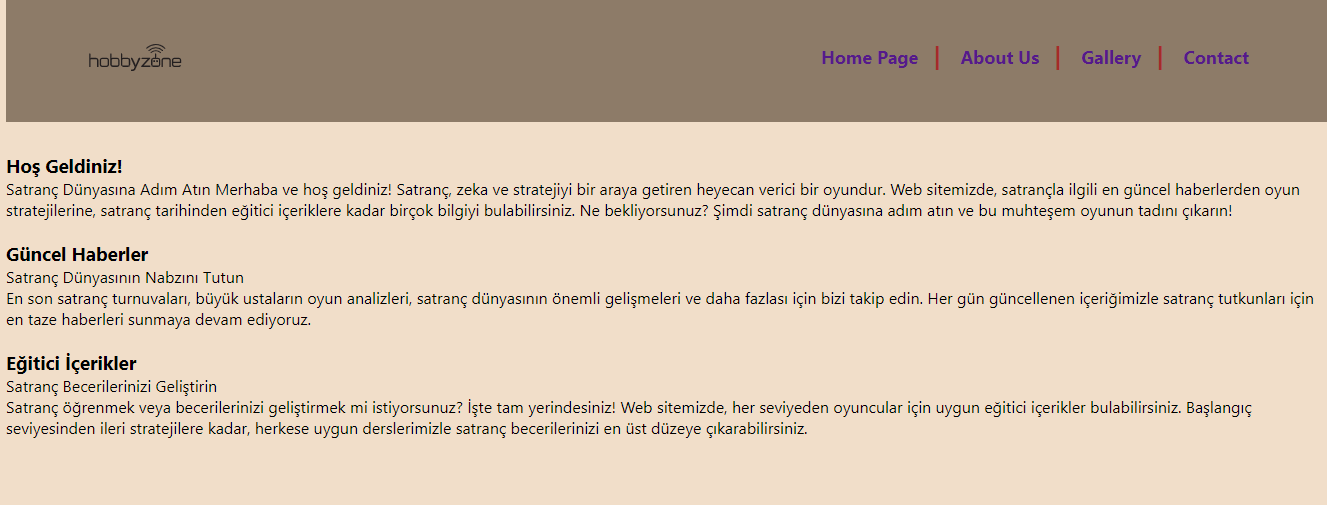 hobbyzone
Home Page | About Us | Gallery | Contact
Hoş Geldiniz!
Satranç Dünyasına Adım Atın Merhaba ve hoş geldiniz! Satranç, zeka ve stratejiyi bir araya getiren heyecan verici bir oyundur. Web sitemizde, satrançla ilgili en güncel haberlerden oyun
stratejilerine, satranç tarihinden eğitici içeriklere kadar birçok bilgiyi bulabilirsiniz. Ne bekliyorsunuz? Şimdi satranç dünyasına adım atın ve bu muhteşem oyunun tadını çıkarın!
Güncel Haberler
Satranç Dünyasının Nabzını Tutun
En son satranç turnuvaları, büyük ustaların oyun analizleri, satranç dünyasının önemli gelişmeleri ve daha fazlası için bizi takip edin. Her gün güncellenen içeriğimizle satranç tutkunları için
en taze haberleri sunmaya devam ediyoruz.
Eğitici İçerikler
Satranç Becerilerinizi Geliştirin
Satranç öğrenmek veya becerilerinizi geliştirmek mi istiyorsunuz? İşte tam yerindesiniz! Web sitemizde, her seviyeden oyuncular için uygun eğitici içerikler bulabilirsiniz. Başlangıç
seviyesinden ileri stratejilere kadar, herkese uygun derslerimizle satranç becerilerinizi en üst düzeye çıkarabilirsiniz.